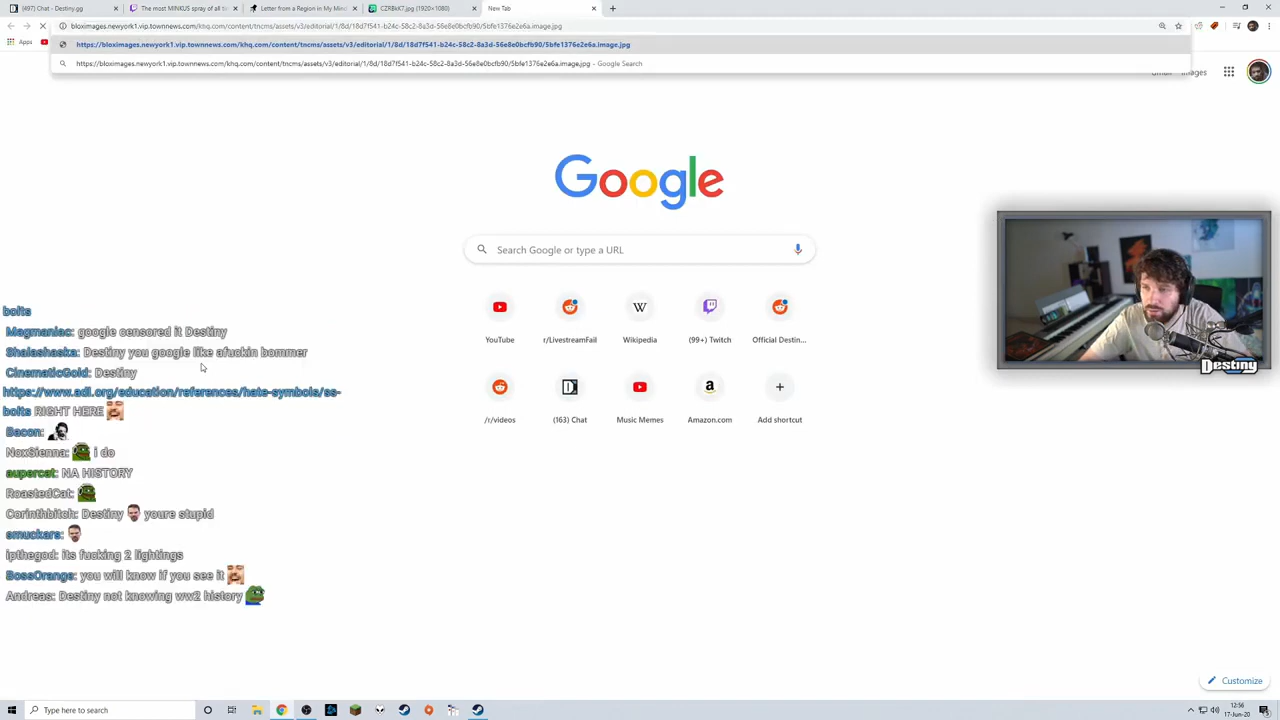 (497) Chat - Destiny.gg
The most MINKUS spray of all t
Letter from a Region in My Min
CZRBkK7.jpg (1920×1080)
New Tab
bloximages.newyork1.vip.townnews.com/khq.com/content/tncms/assets/v3/editorial/1/8d/18d7f541-b24c-58c2-8a3d-56e8e0bcfb90/5bfe1376e2e6a.image.jpg
Apps
https://bloximages.newyork1.vip.townnews.com/khq.com/content/tncms/assets/v3/editorial/1/8d/18d7f541-b24c-58c2-8a3d-56e8e0bcfb90/5bfe1376e2e6a.image.jpg
https://bloximages.newyork1.vip.townnews.com/khq.com/content/tncms/assets/v3/editorial/1/8d/18d7f541-b24c-58c2-8a3d-56e8e0bcfb90/5bfe1376e2e6a.image.jpg - Google Search
Gmail Images
Google
Search Google or type a URL
YouTube
r/LivestreamFail
Wikipedia
(99+) Twitch
Official Destin...
/r/videos
(163) Chat
Music Memes
Amazon.com
Add shortcut
Destiny
bolts
Magmaniac: google censored it Destiny
Shalashaska: Destiny you google like afuckin bommer
CinematicGold: Destiny
https://www.adl.org/education/references/hate-symbols/ss-
bolts RIGHT HERE
Bacon:
NoxSienna: i do
aupercat: NA HISTORY
RoastedCat:
Corinthbitch: Destiny youre stupid
smuckars:
ipthegod: its fucking 2 lightings
BossOrange: you will know if you see it
Andreas: Destiny not knowing ww2 history
Customize
Type here to search
12:56
17-Jun-20